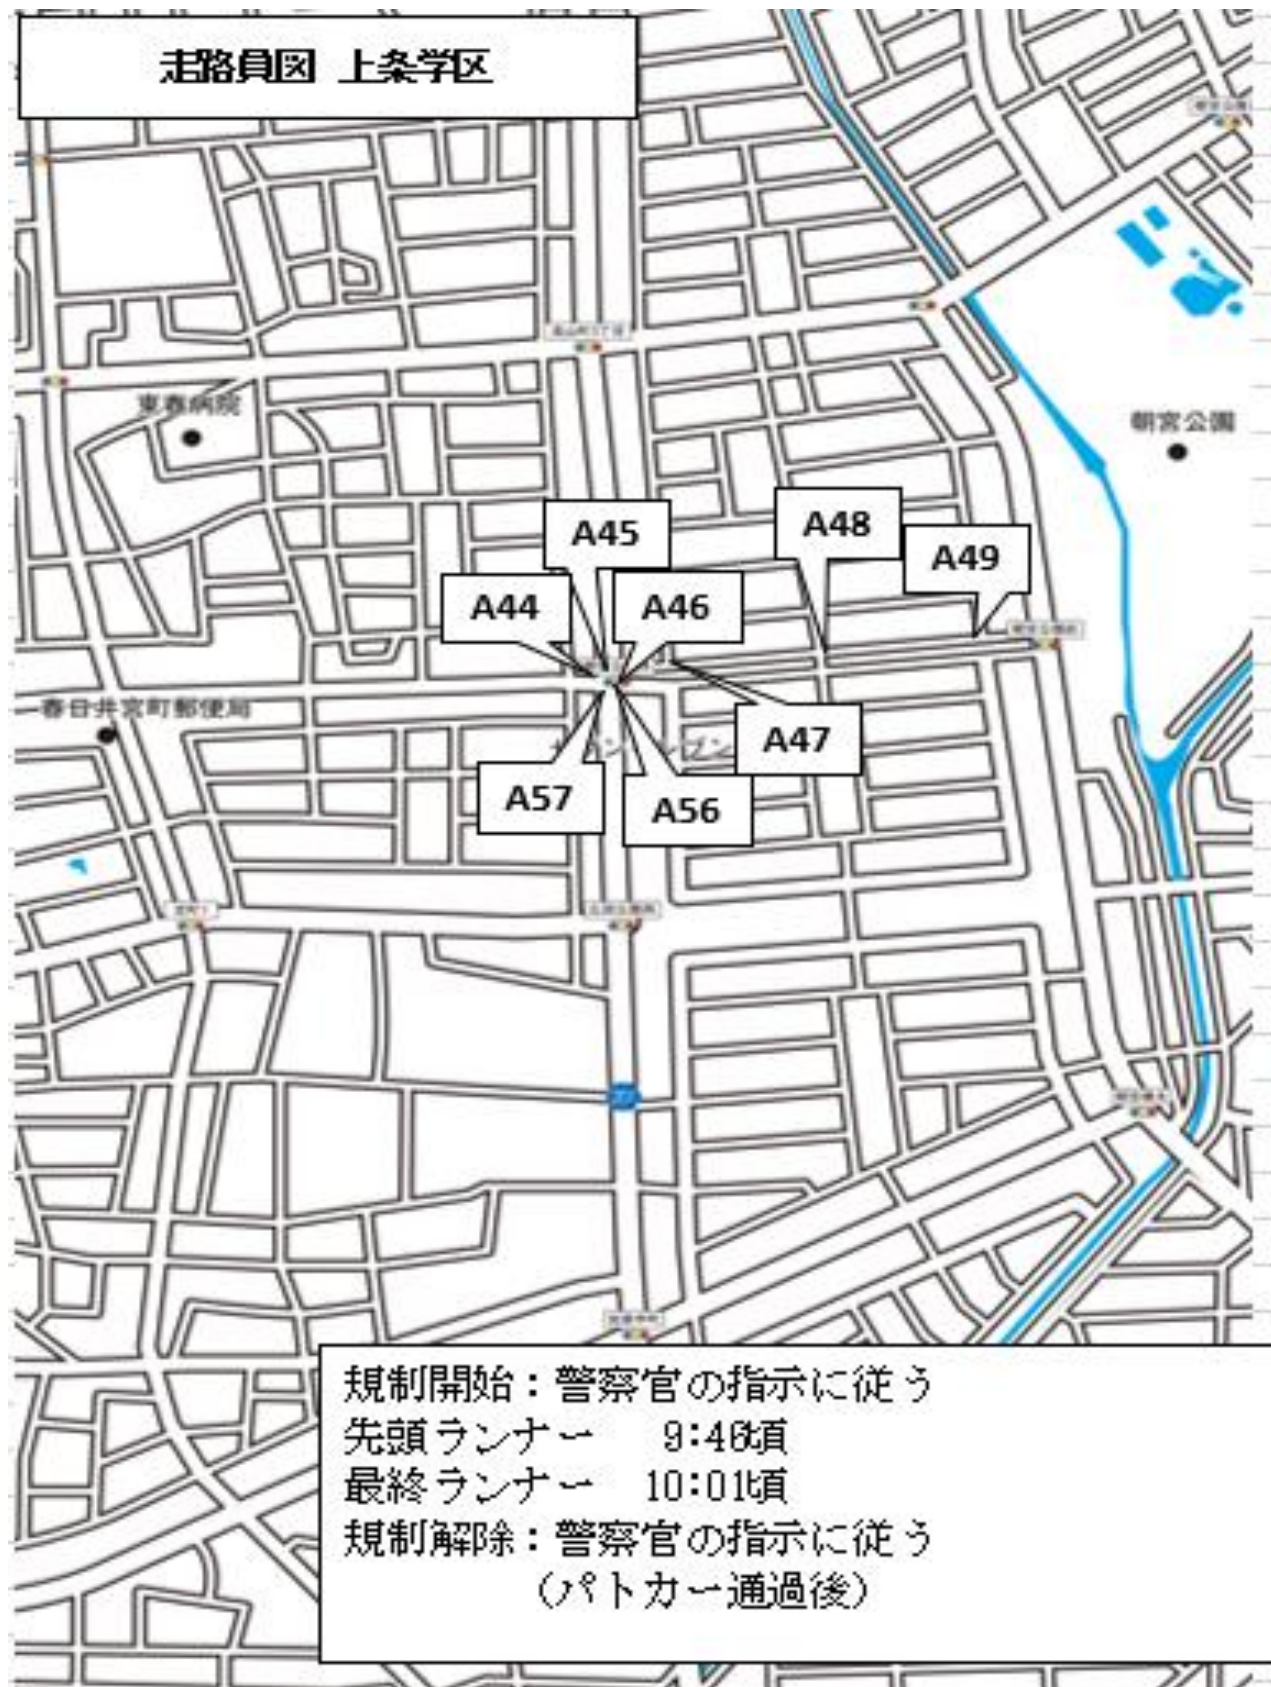 走路員図 上条学区
東春病院
朝宮公園
A45
A48
A49
A44
A46
春日井宮町郵便局
A47
A57
A56
規制開始：警察官の指示に従う
先頭ランナー 9:46頃
最終ランナー 10:01頃
規制解除：警察官の指示に従う
（パトカー通過後）